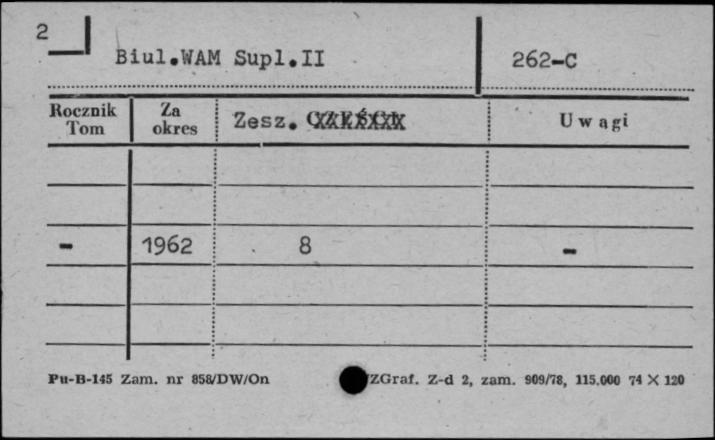 2
Biul.WAM Supl.II 262-C
Rocznik Tom Za okres Zesz. Uwagi
- 1962 8 -
Pu-B-145 Zam. nr 858/DW/On ZGraf. Z-d 2, zam. 909/78, 115.000 74 X 120